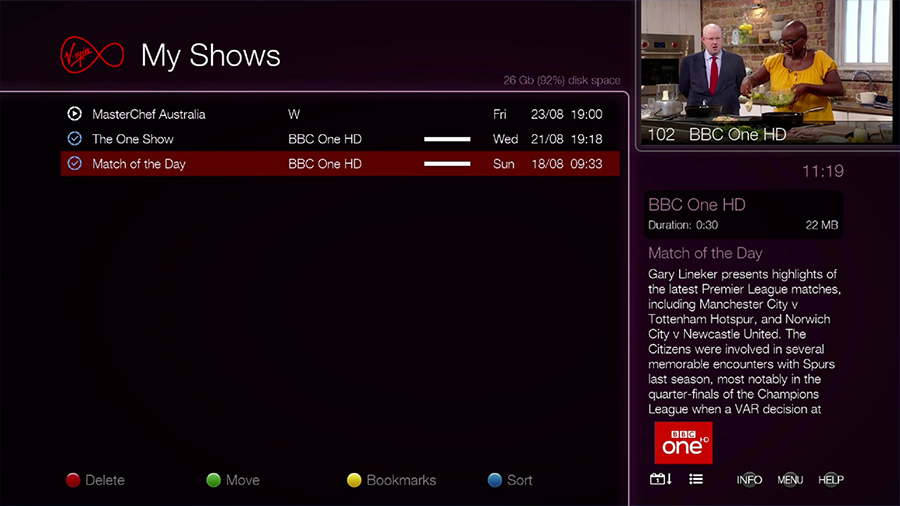 Virgin
My Shows
26 Gb (92%) disk space
MasterChef Australia W Fri 23/08 19:00
The One Show BBC One HD Wed 21/08 19:18
Match of the Day BBC One HD Sun 18/08 09:33
Delete Move Bookmarks Sort
102 BBC One HD
11:19
BBC One HD
Duration: 0:30 22 MB
Match of the Day
Gary Lineker presents highlights of
the latest Premier League matches,
including Manchester City v
Tottenham Hotspur, and Norwich
City v Newcastle United. The
Citizens were involved in several
memorable encounters with Spurs
last season, most notably in the
quarter-finals of the Champions
League when a VAR decision at
BBC
one HD
1
INFO MENU HELP